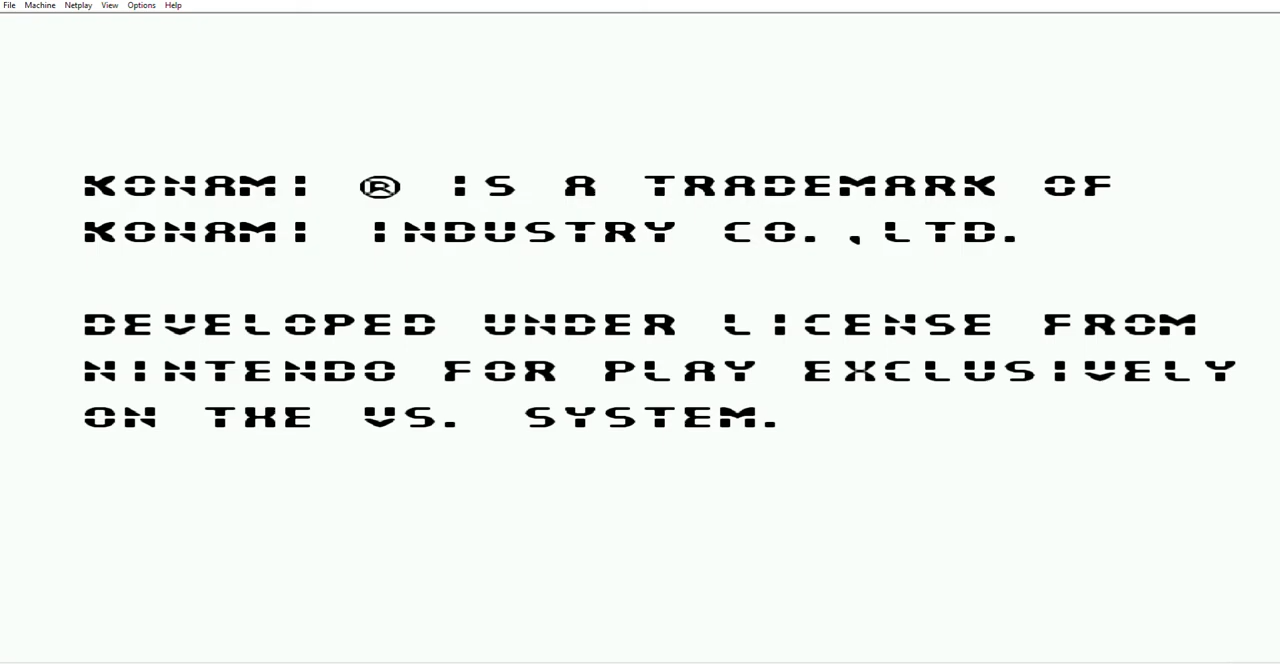 File Machine Netplay View Options Help
KONAMI ® IS A TRADEMARK OF
KONAMI INDUSTRY CO.,LTD.
DEVELOPED UNDER LICENSE FROM
NINTENDO FOR PLAY EXCLUSIVELY
ON THE VS. SYSTEM.